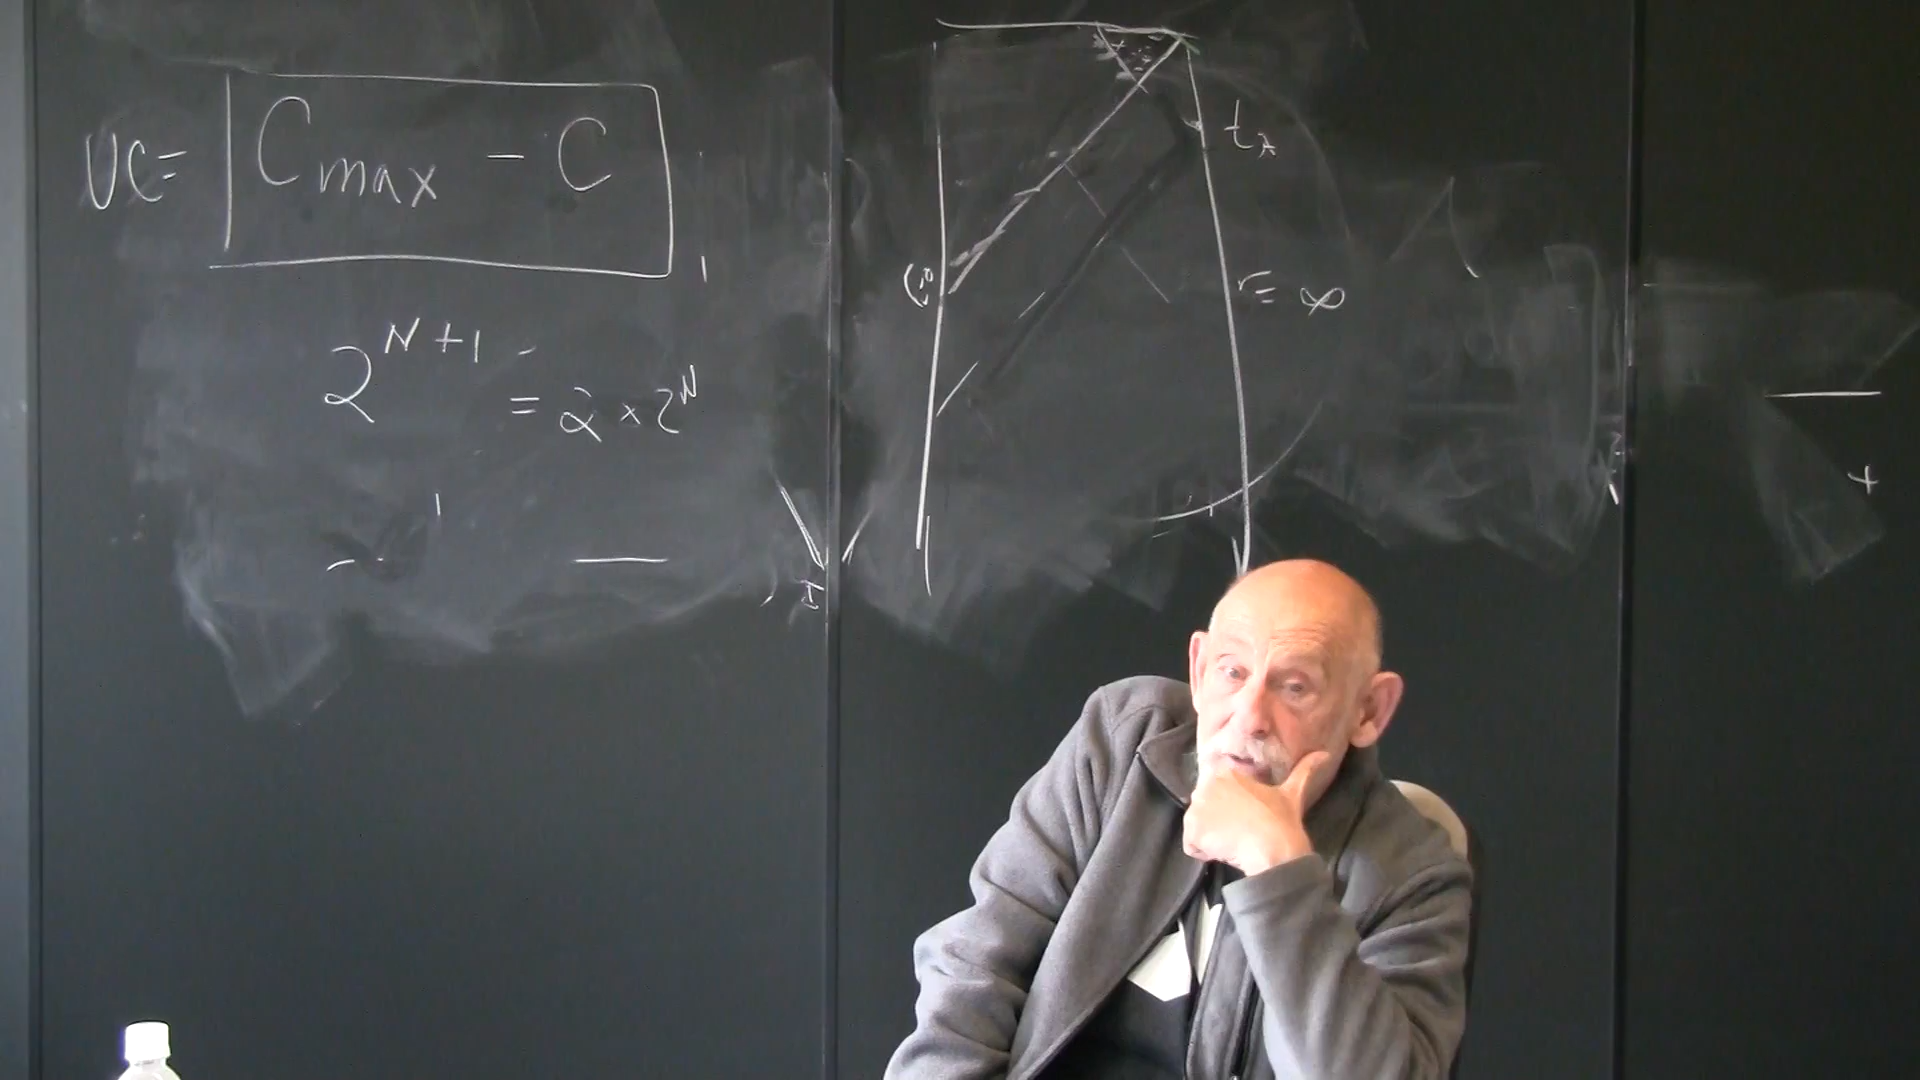 UC = C max - C
2^{N+1} = 2 × 2^N
t
r = ∞